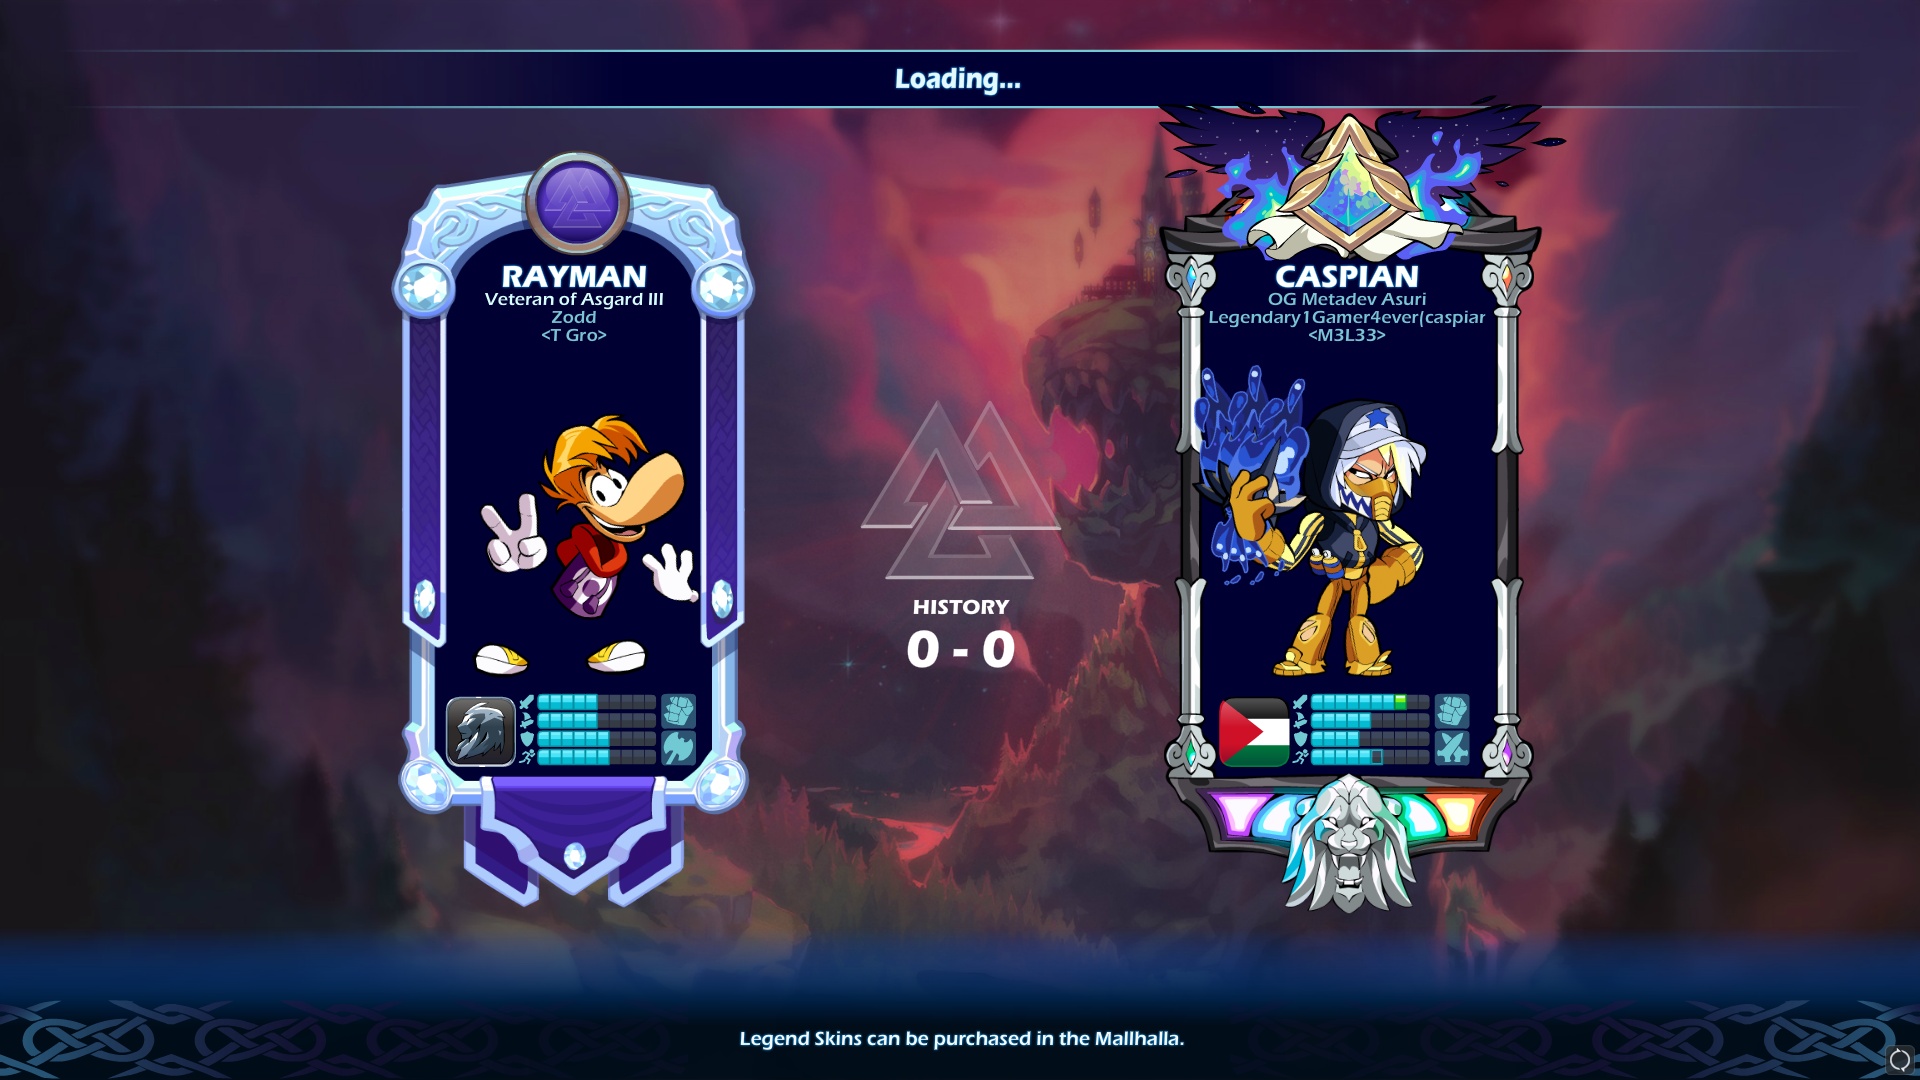 Loading...
RAYMAN
Veteran of Asgard III
Zodd
<T Gro>
CASPIAN
OG Metadev Asuri
Legendary1Gamer4ever(caspiar
<M3L33>
HISTORY
0 - 0
Legend Skins can be purchased in the Mallhalla.